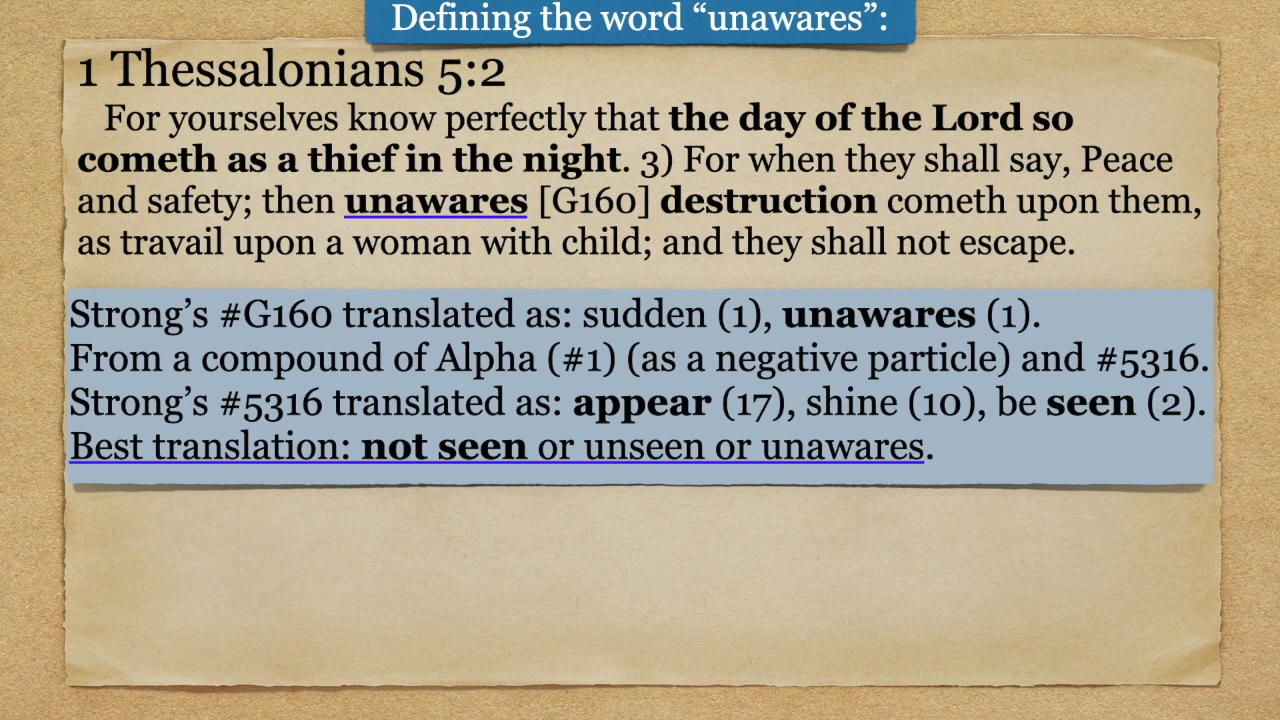 Defining the word “unawares”:
1 Thessalonians 5:2
For yourselves know perfectly that the day of the Lord so
cometh as a thief in the night. 3) For when they shall say, Peace
and safety; then unawares [G160] destruction cometh upon them,
as travail upon a woman with child; and they shall not escape.
Strong’s #G160 translated as: sudden (1), unawares (1).
From a compound of Alpha (#1) (as a negative particle) and #5316.
Strong’s #5316 translated as: appear (17), shine (10), be seen (2).
Best translation: not seen or unseen or unawares.